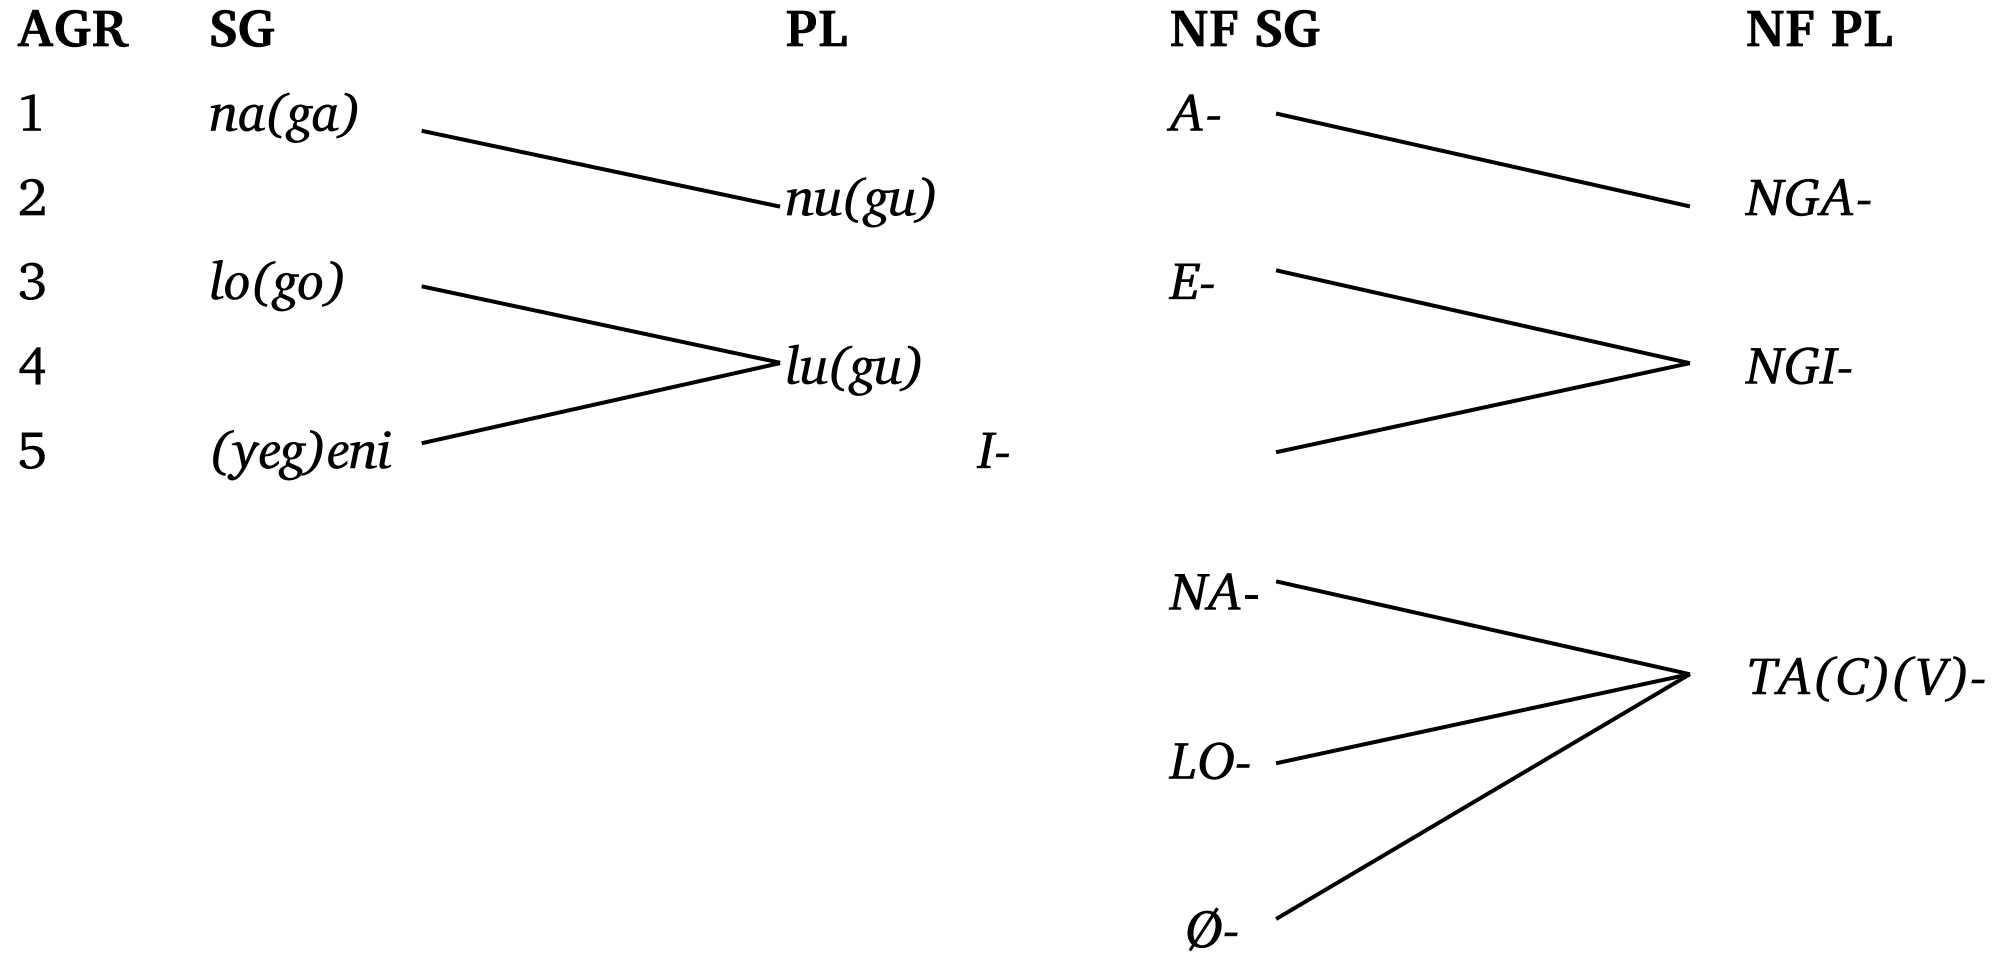 AGR SG PL NF SG NF PL
1 na(ga) A-
2 nu(gu) NGA-
3 lo(go) E-
4 lu(gu) NGI-
5 (yeg)eni I-
NA-
TA(C)(V)-
LO-
Ø-